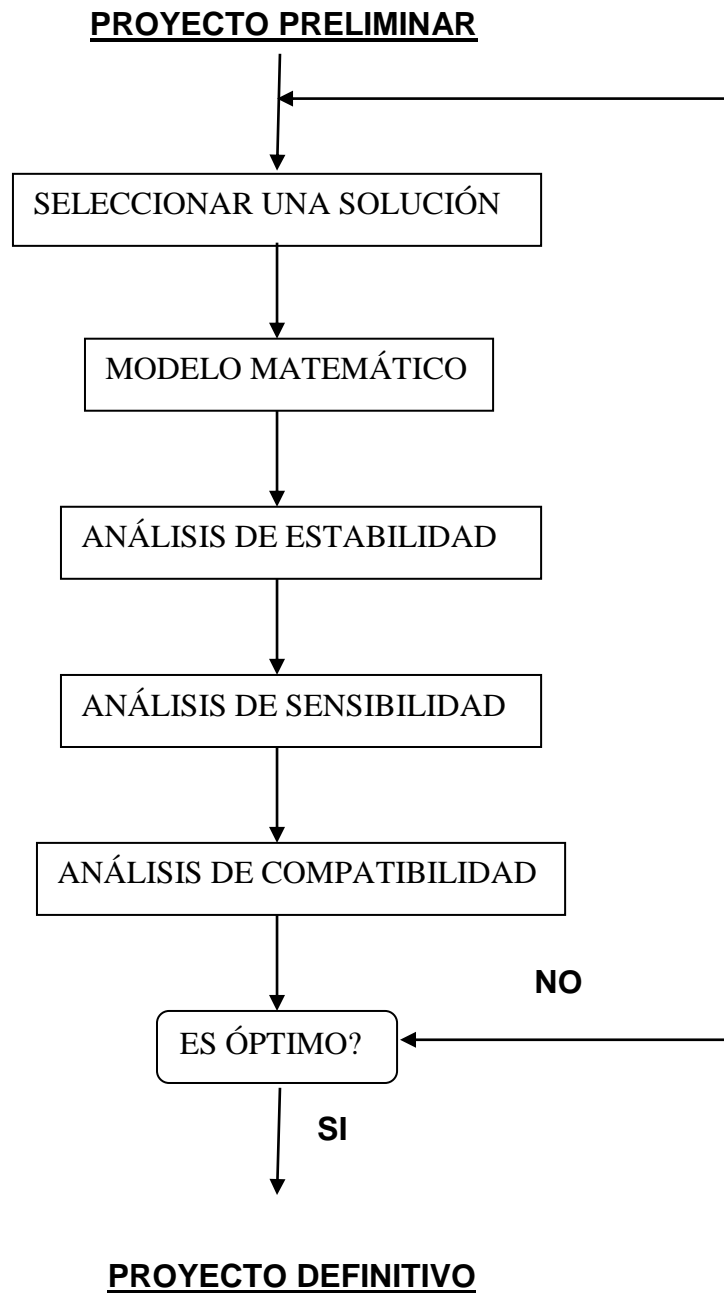 PROYECTO PRELIMINAR
SELECCIONAR UNA SOLUCIÓN
MODELO MATEMÁTICO
ANÁLISIS DE ESTABILIDAD
ANÁLISIS DE SENSIBILIDAD
ANÁLISIS DE COMPATIBILIDAD
NO
ES ÓPTIMO?
SI
PROYECTO DEFINITIVO